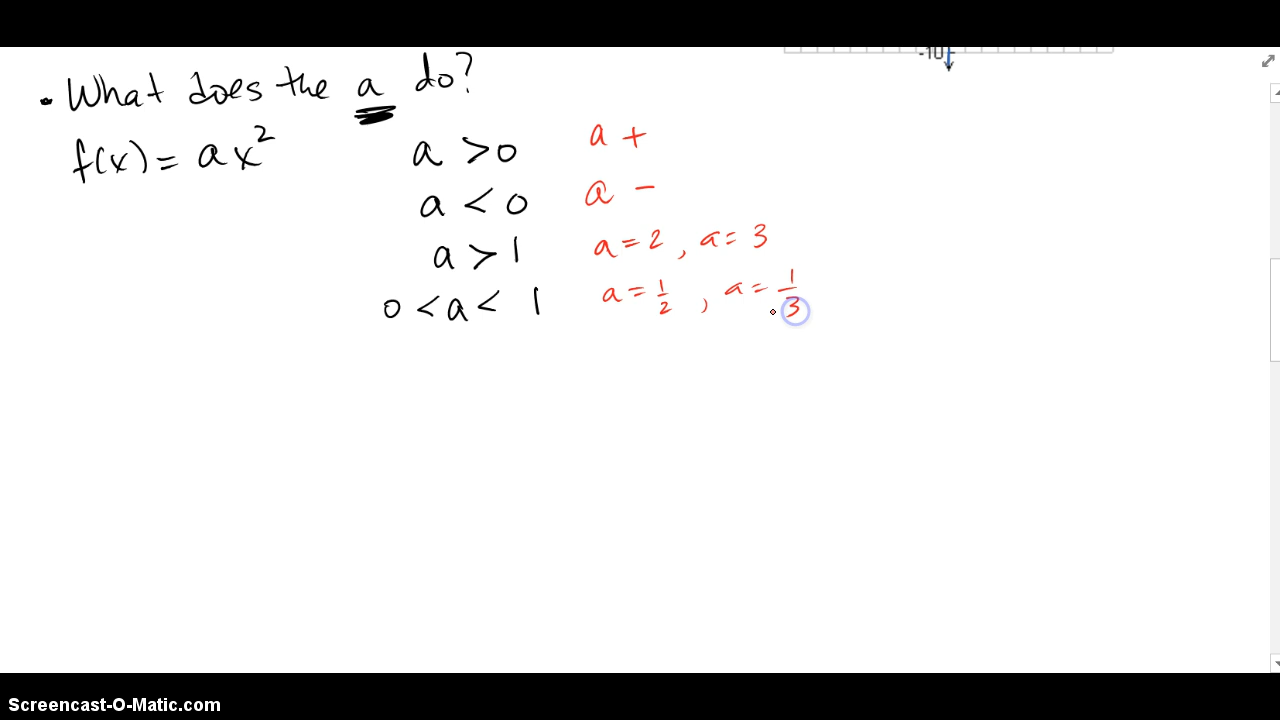 -10
• What does the a do?
f(x) = ax² a > 0 a +
a < 0 a -
a > 1 a = 2, a = 3
0 < a < 1 a = 1/2, a = 1/3
Screencast-O-Matic.com